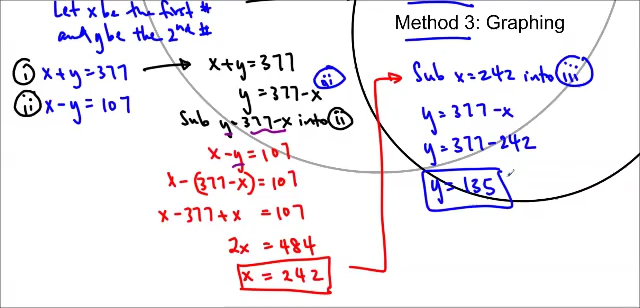 Let x be the first #
and y be the 2nd #
(i) x+y=377
(ii) x-y=107
x+y=377
y=377-x (iii)
Sub y=377-x into (ii)
x-y=107
x-(377-x)=107
x-377+x =107
2x =484
x = 242
Method 3: Graphing
Sub x=242 into (iii)
y=377-x
y=377-242
y=135